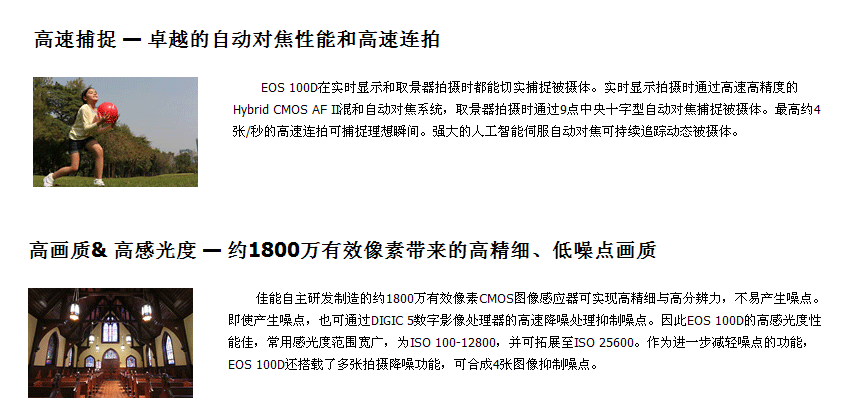 高速捕捉 — 卓越的自动对焦性能和高速连拍
EOS 100D在实时显示和取景器拍摄时都能切实捕捉被摄体。实时显示拍摄时通过高速高精度的
Hybrid CMOS AF II混和自动对焦系统，取景器拍摄时通过9点中央十字型自动对焦捕捉被摄体。最高约4
张/秒的高速连拍可捕捉理想瞬间。强大的人工智能伺服自动对焦可持续追踪动态被摄体。
高画质& 高感光度 — 约1800万有效像素带来的高精细、低噪点画质
佳能自主研发制造的约1800万有效像素CMOS图像感应器可实现高精细与高分辨力，不易产生噪点。
即使产生噪点，也可通过DIGIC 5数字影像处理器的高速降噪处理抑制噪点。因此EOS 100D的高感光度性
能佳，常用感光度范围宽广，为ISO 100-12800，并可拓展至ISO 25600。作为进一步减轻噪点的功能，
EOS 100D还搭载了多张拍摄降噪功能，可合成4张图像抑制噪点。